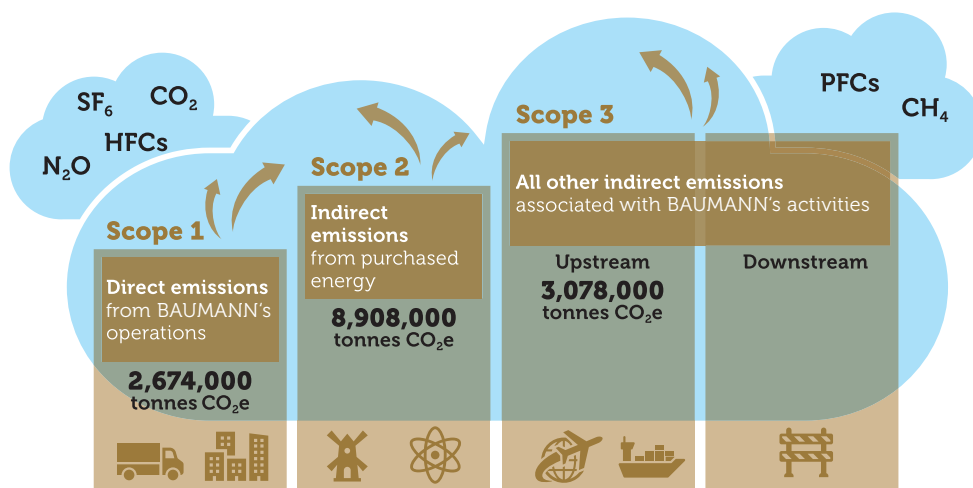 SF₆
CO₂
HFCs
N₂O
PFCs
CH₄
Scope 1
Direct emissions
from BAUMANN’s
operations
2,674,000
tonnes CO₂e
Scope 2
Indirect
emissions
from purchased
energy
8,908,000
tonnes CO₂e
Scope 3
All other indirect emissions
associated with BAUMANN’s activities
Upstream
3,078,000
tonnes CO₂e
Downstream